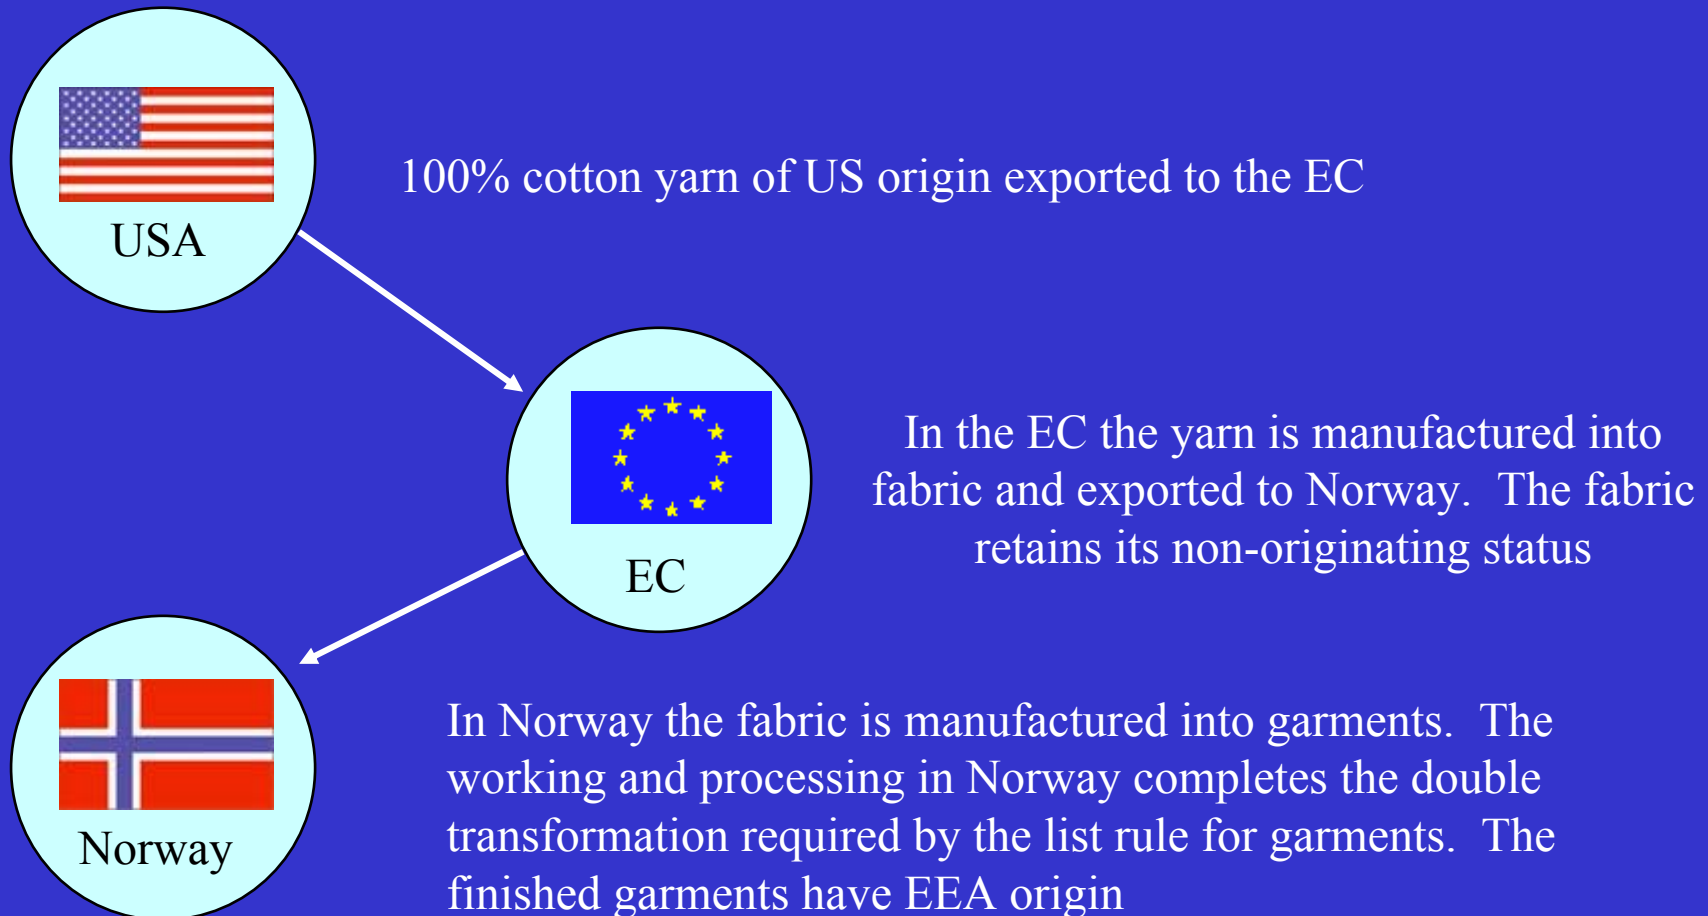 USA
100% cotton yarn of US origin exported to the EC
EC
In the EC the yarn is manufactured into
fabric and exported to Norway.  The fabric
retains its non-originating status
Norway
In Norway the fabric is manufactured into garments.  The
working and processing in Norway completes the double
transformation required by the list rule for garments.  The
finished garments have EEA origin